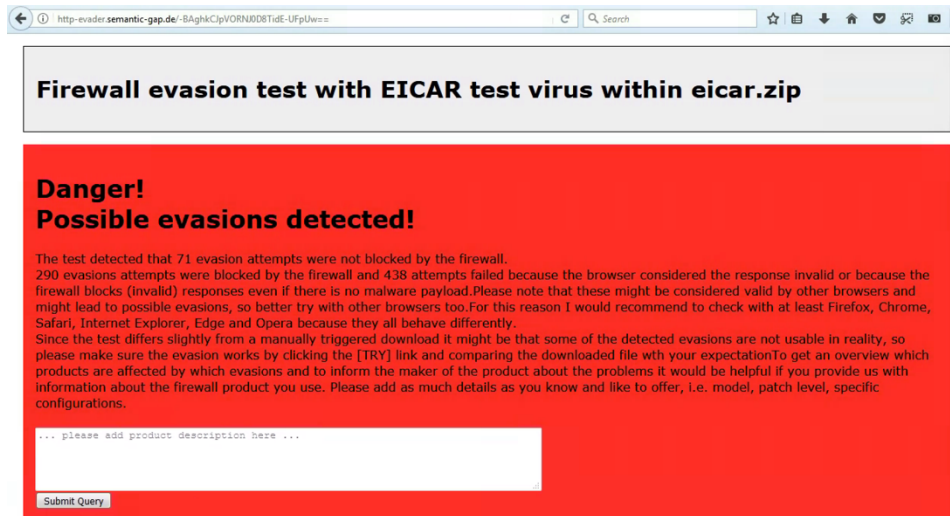 http-evader.semantic-gap.de/-BAghkCJpVORNJ0D8TidE-UFpUw==
Search
Firewall evasion test with EICAR test virus within eicar.zip
Danger!
Possible evasions detected!
The test detected that 71 evasion attempts were not blocked by the firewall.
290 evasions attempts were blocked by the firewall and 438 attempts failed because the browser considered the response invalid or because the
firewall blocks (invalid) responses even if there is no malware payload.Please note that these might be considered valid by other browsers and
might lead to possible evasions, so better try with other browsers too.For this reason I would recommend to check with at least Firefox, Chrome,
Safari, Internet Explorer, Edge and Opera because they all behave differently.
Since the test differs slightly from a manually triggered download it might be that some of the detected evasions are not usable in reality, so
please make sure the evasion works by clicking the [TRY] link and comparing the downloaded file wth your expectationTo get an overview which
products are affected by which evasions and to inform the maker of the product about the problems it would be helpful if you provide us with
information about the firewall product you use. Please add as much details as you know and like to offer, i.e. model, patch level, specific
configurations.
... please add product description here ...
Submit Query